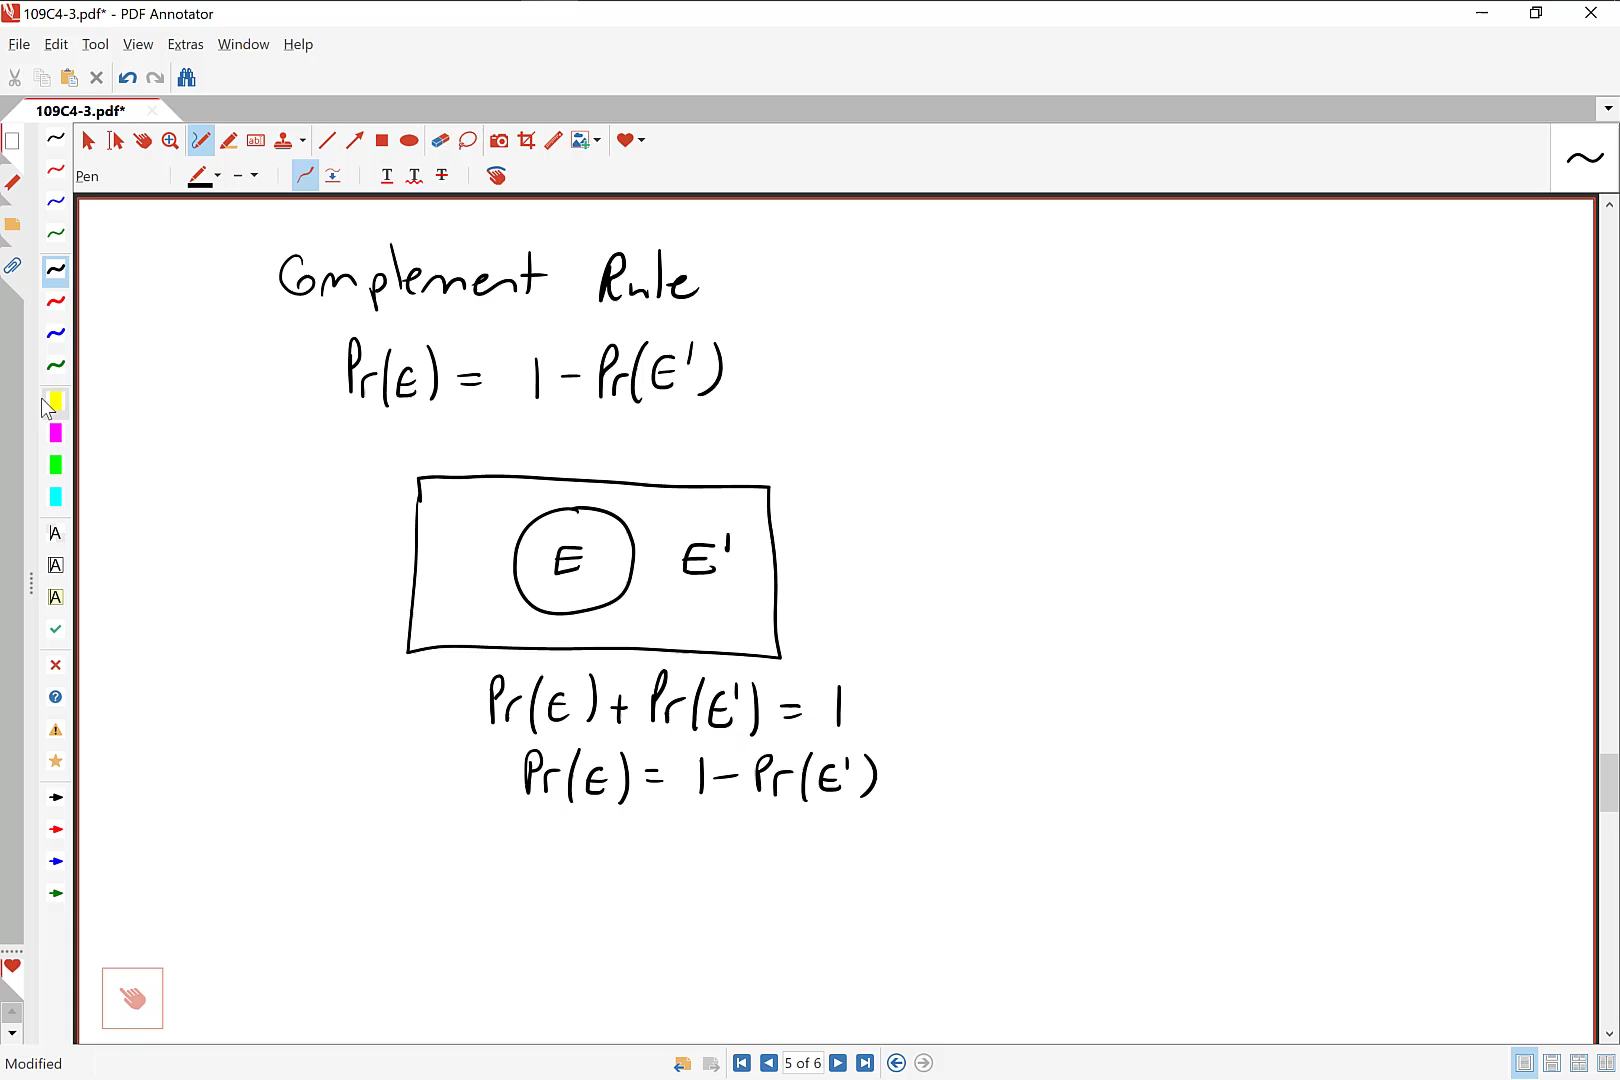 109C4-3.pdf* - PDF Annotator
File Edit Tool View Extras Window Help
109C4-3.pdf*
Pen
Complement Rule
Pr(E) = 1 - Pr(E')
E E'
Pr(E) + Pr(E') = 1
Pr(E) = 1 - Pr(E')
A
A
A
Modified
5 of 6